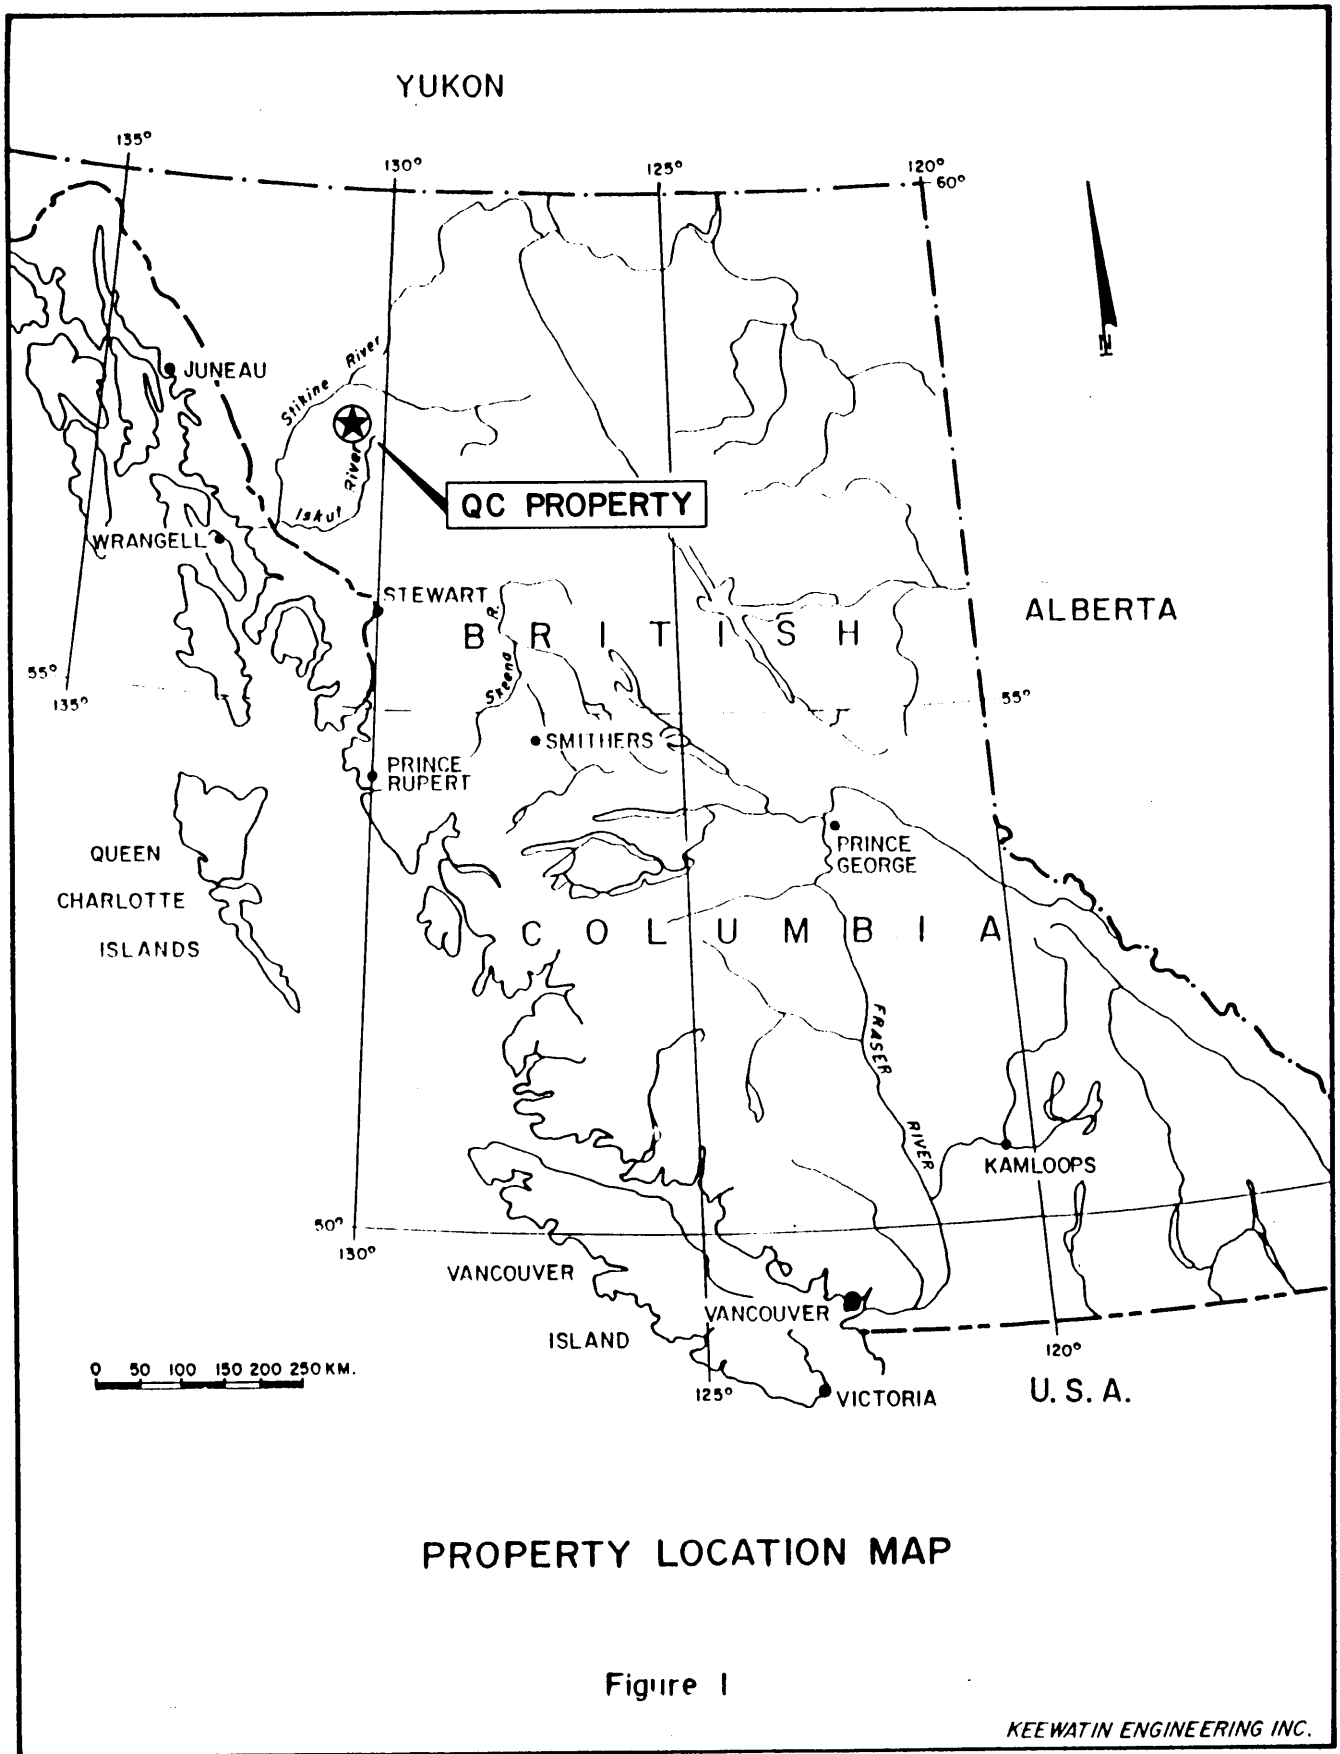 YUKON
135°
130°
125°
120°
60°
N
JUNEAU
Stikine River
QC PROPERTY
Iskut River
WRANGELL
STEWART
ALBERTA
BRITISH
Skeena R.
55°
135°
55°
SMITHERS
PRINCE
RUPERT
PRINCE
GEORGE
QUEEN
CHARLOTTE
ISLANDS
COLUMBIA
FRASER RIVER
KAMLOOPS
50°
130°
VANCOUVER
ISLAND
VANCOUVER
120°
0 50 100 150 200 250 KM.
125°
VICTORIA
U.S.A.
PROPERTY LOCATION MAP
Figure 1
KEEWATIN ENGINEERING INC.